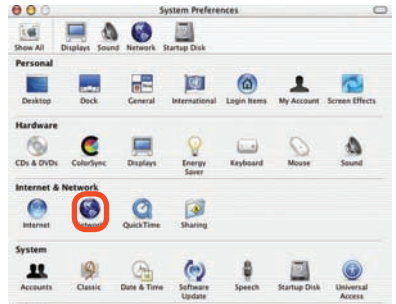 System Preferences
Show All Displays Sound Network Startup Disk
Personal
Desktop Dock General International Login Items My Account Screen Effects
Hardware
CDs & DVDs ColorSync Displays Energy Saver Keyboard Mouse Sound
Internet & Network
Internet Network QuickTime Sharing
System
Accounts Classic Date & Time Software Update Speech Startup Disk Universal Access